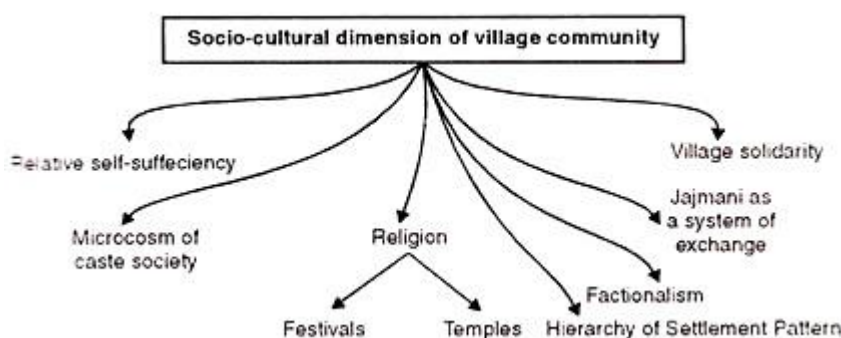 Socio-cultural dimension of village community
Relative self-suffeciency
Village solidarity
Microcosm of
caste society
Religion
Jajmani as
a system of
exchange
Factionalism
Festivals
Temples
Hierarchy of Settlement Pattern